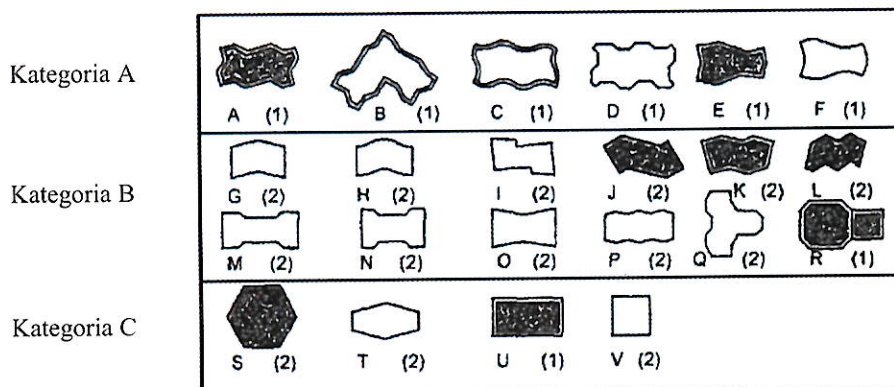 Kategoria A
A (1) B (1) C (1) D (1) E (1) F (1)
Kategoria B
G (2) H (2) I (2) J (2) K (2) L (2)
M (2) N (2) O (2) P (2) Q (2) R (1)
Kategoria C
S (2) T (2) U (1) V (2)